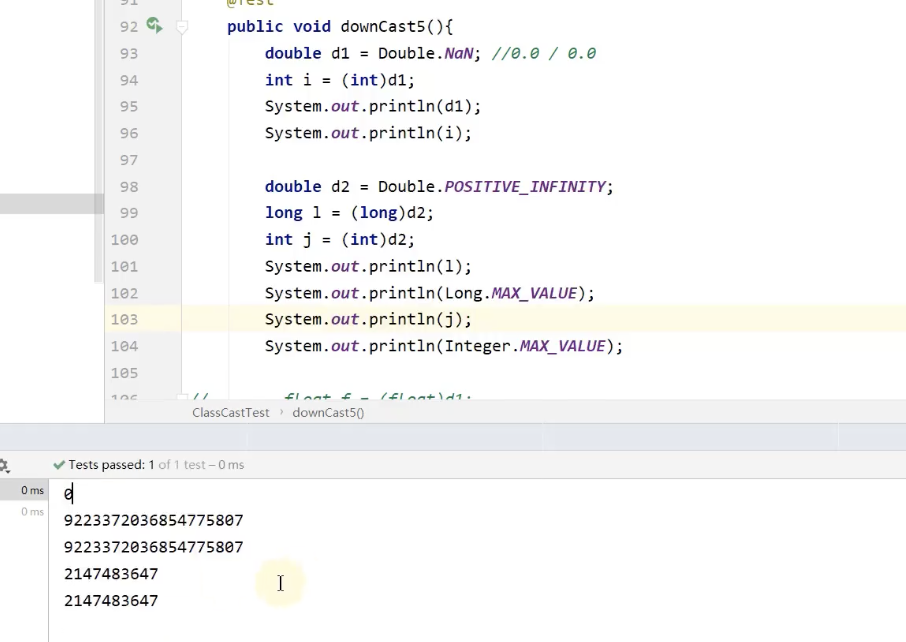 91 @Test
92 public void downCast5(){
93 double d1 = Double.NaN; //0.0 / 0.0
94 int i = (int)d1;
95 System.out.println(d1);
96 System.out.println(i);
97
98 double d2 = Double.POSITIVE_INFINITY;
99 long l = (long)d2;
100 int j = (int)d2;
101 System.out.println(l);
102 System.out.println(Long.MAX_VALUE);
103 System.out.println(j);
104 System.out.println(Integer.MAX_VALUE);
105
106 // float f = (float)d1;
ClassCastTest › downCast5()
Tests passed: 1 of 1 test – 0 ms
0 ms 0
0 ms 9223372036854775807
9223372036854775807
2147483647
2147483647